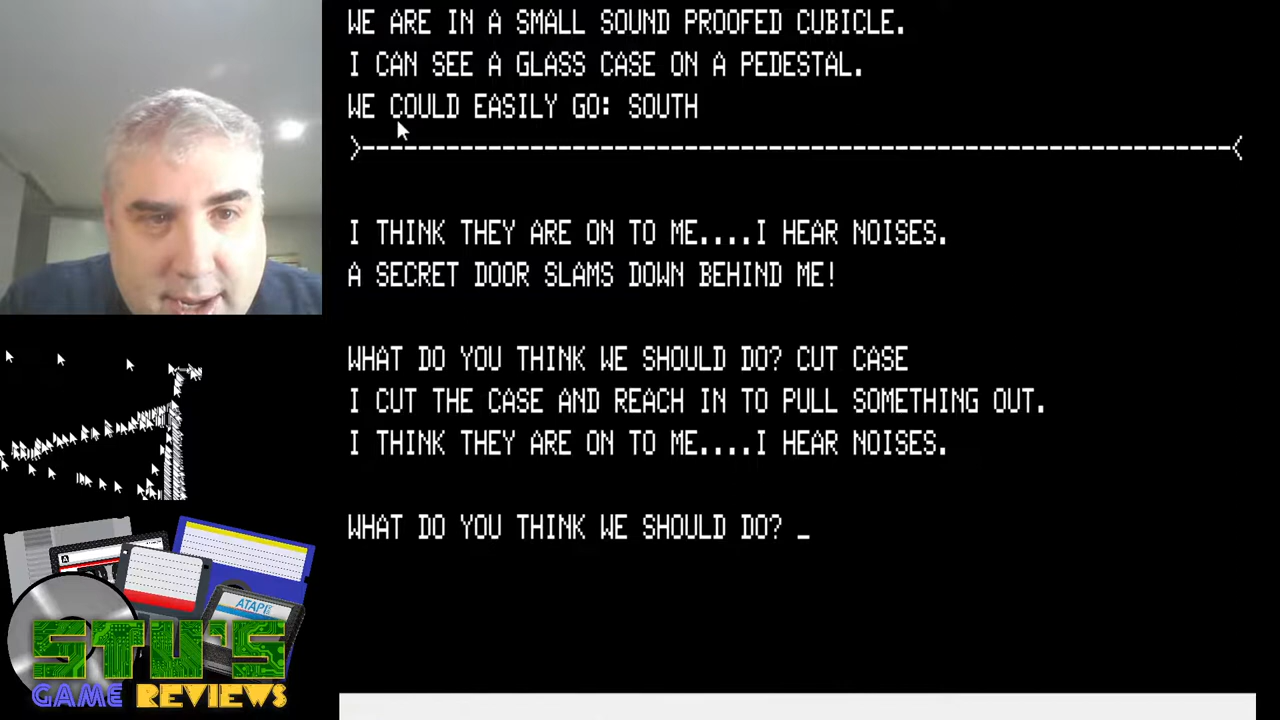 WE ARE IN A SMALL SOUND PROOFED CUBICLE.
I CAN SEE A GLASS CASE ON A PEDESTAL.
WE COULD EASILY GO: SOUTH
>--------------------------------------------------------------<
I THINK THEY ARE ON TO ME....I HEAR NOISES.
A SECRET DOOR SLAMS DOWN BEHIND ME!
WHAT DO YOU THINK WE SHOULD DO? CUT CASE
I CUT THE CASE AND REACH IN TO PULL SOMETHING OUT.
I THINK THEY ARE ON TO ME....I HEAR NOISES.
WHAT DO YOU THINK WE SHOULD DO? _
ATARI
STU'S
GAME REVIEWS